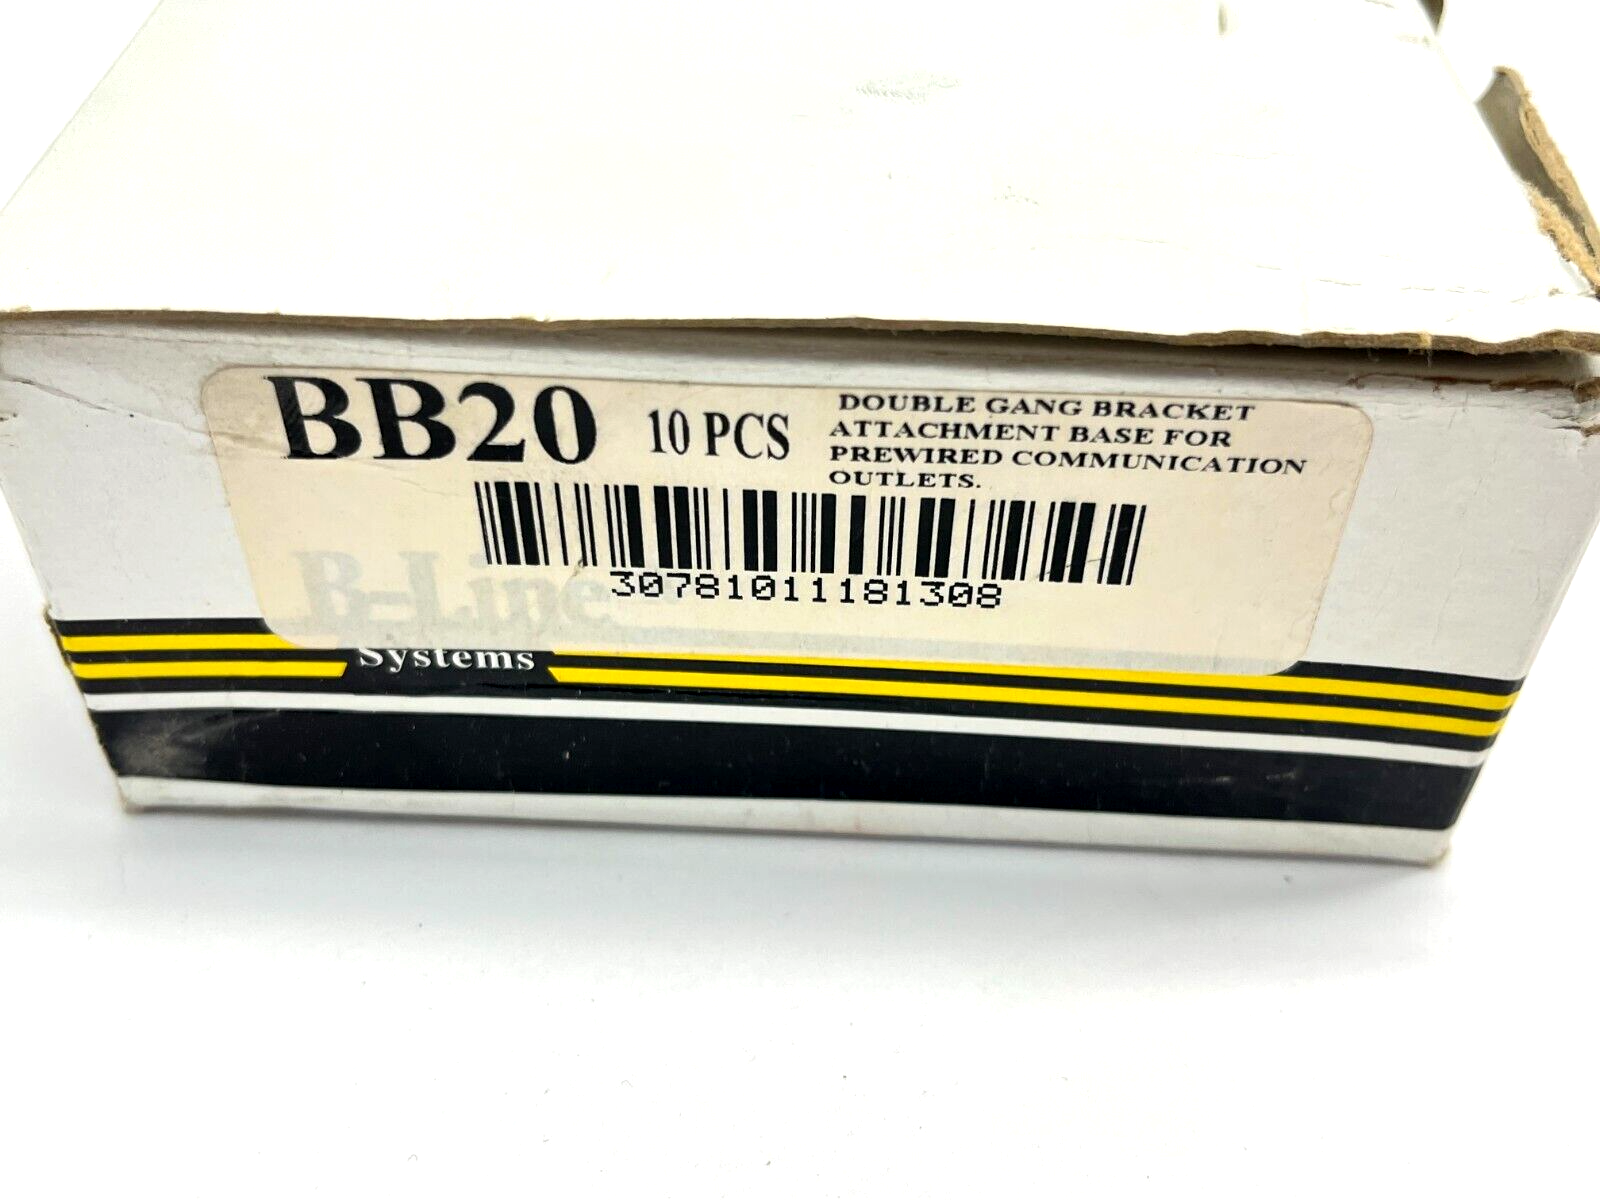 BB20 10 PCS
DOUBLE GANG BRACKET
ATTACHMENT BASE FOR
PREWIRED COMMUNICATION
OUTLETS.
30781011181308
B-Line
Systems